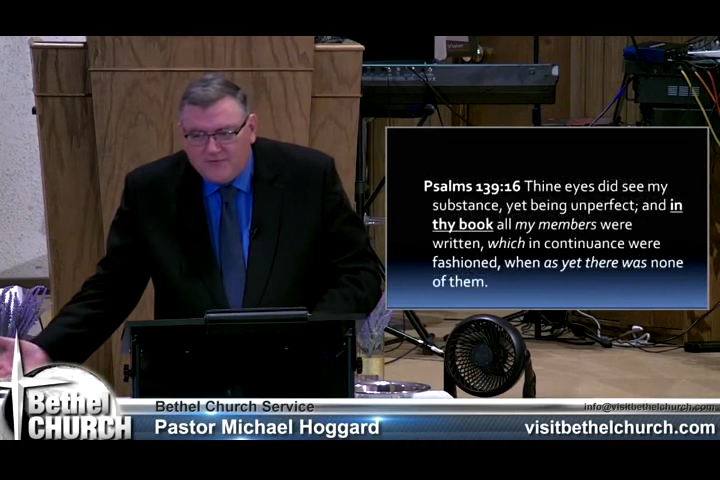 Psalms 139:16 Thine eyes did see my
substance, yet being unperfect; and in
thy book all my members were
written, which in continuance were
fashioned, when as yet there was none
of them.
Bethel
CHURCH
Bethel Church Service
info@visitbethelchurch.com
Pastor Michael Hoggard
visitbethelchurch.com